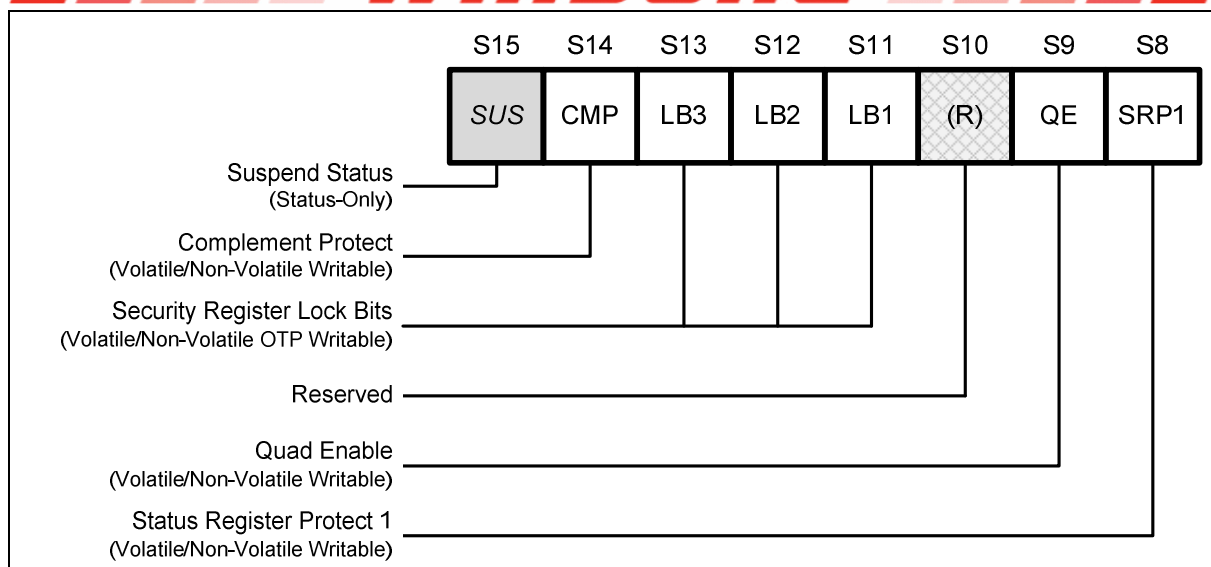 S15 S14 S13 S12 S11 S10 S9 S8
SUS CMP LB3 LB2 LB1 (R) QE SRP1
Suspend Status
(Status-Only)
Complement Protect
(Volatile/Non-Volatile Writable)
Security Register Lock Bits
(Volatile/Non-Volatile OTP Writable)
Reserved
Quad Enable
(Volatile/Non-Volatile Writable)
Status Register Protect 1
(Volatile/Non-Volatile Writable)